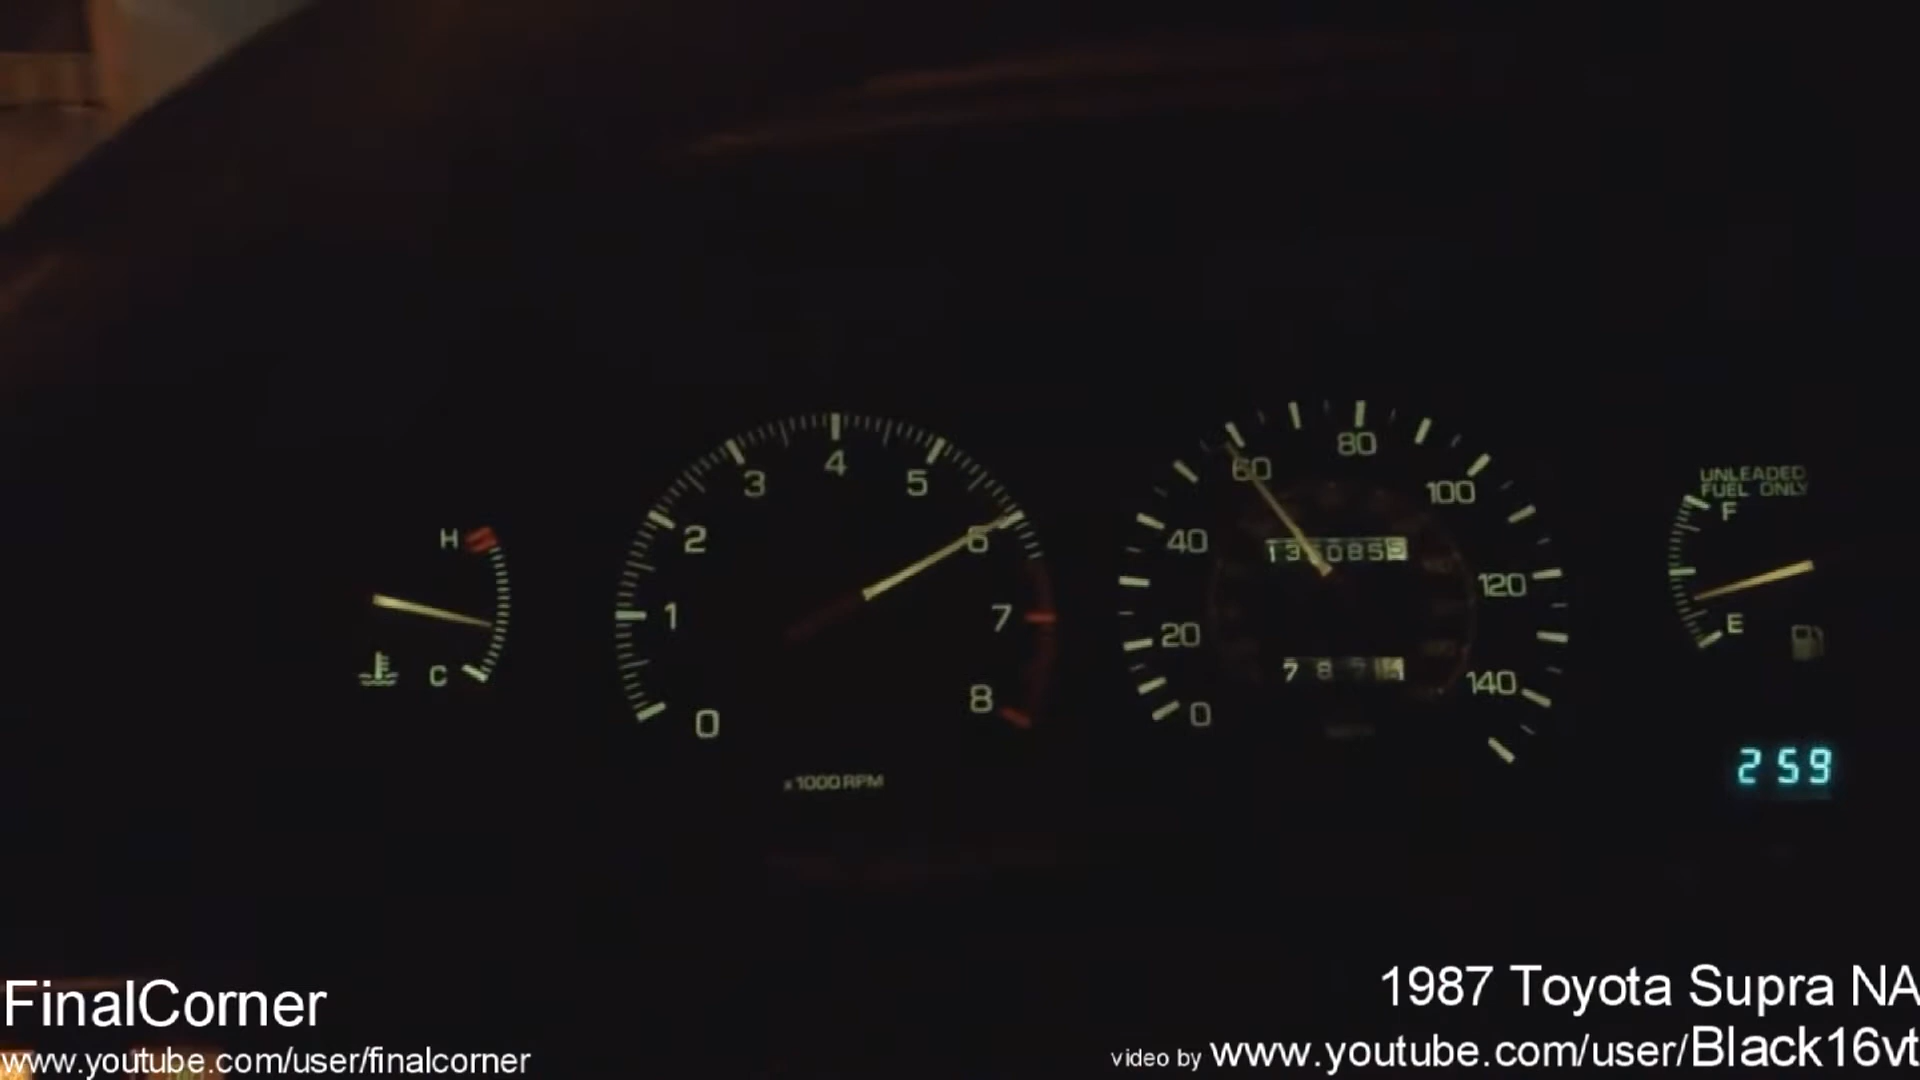 H
C
0
1
2
3
4
5
6
7
8
x1000RPM
0
20
40
60
80
100
120
140
UNLEADED
FUEL ONLY
F
E
259
FinalCorner
www.youtube.com/user/finalcorner
1987 Toyota Supra NA
video by www.youtube.com/user/Black16vt